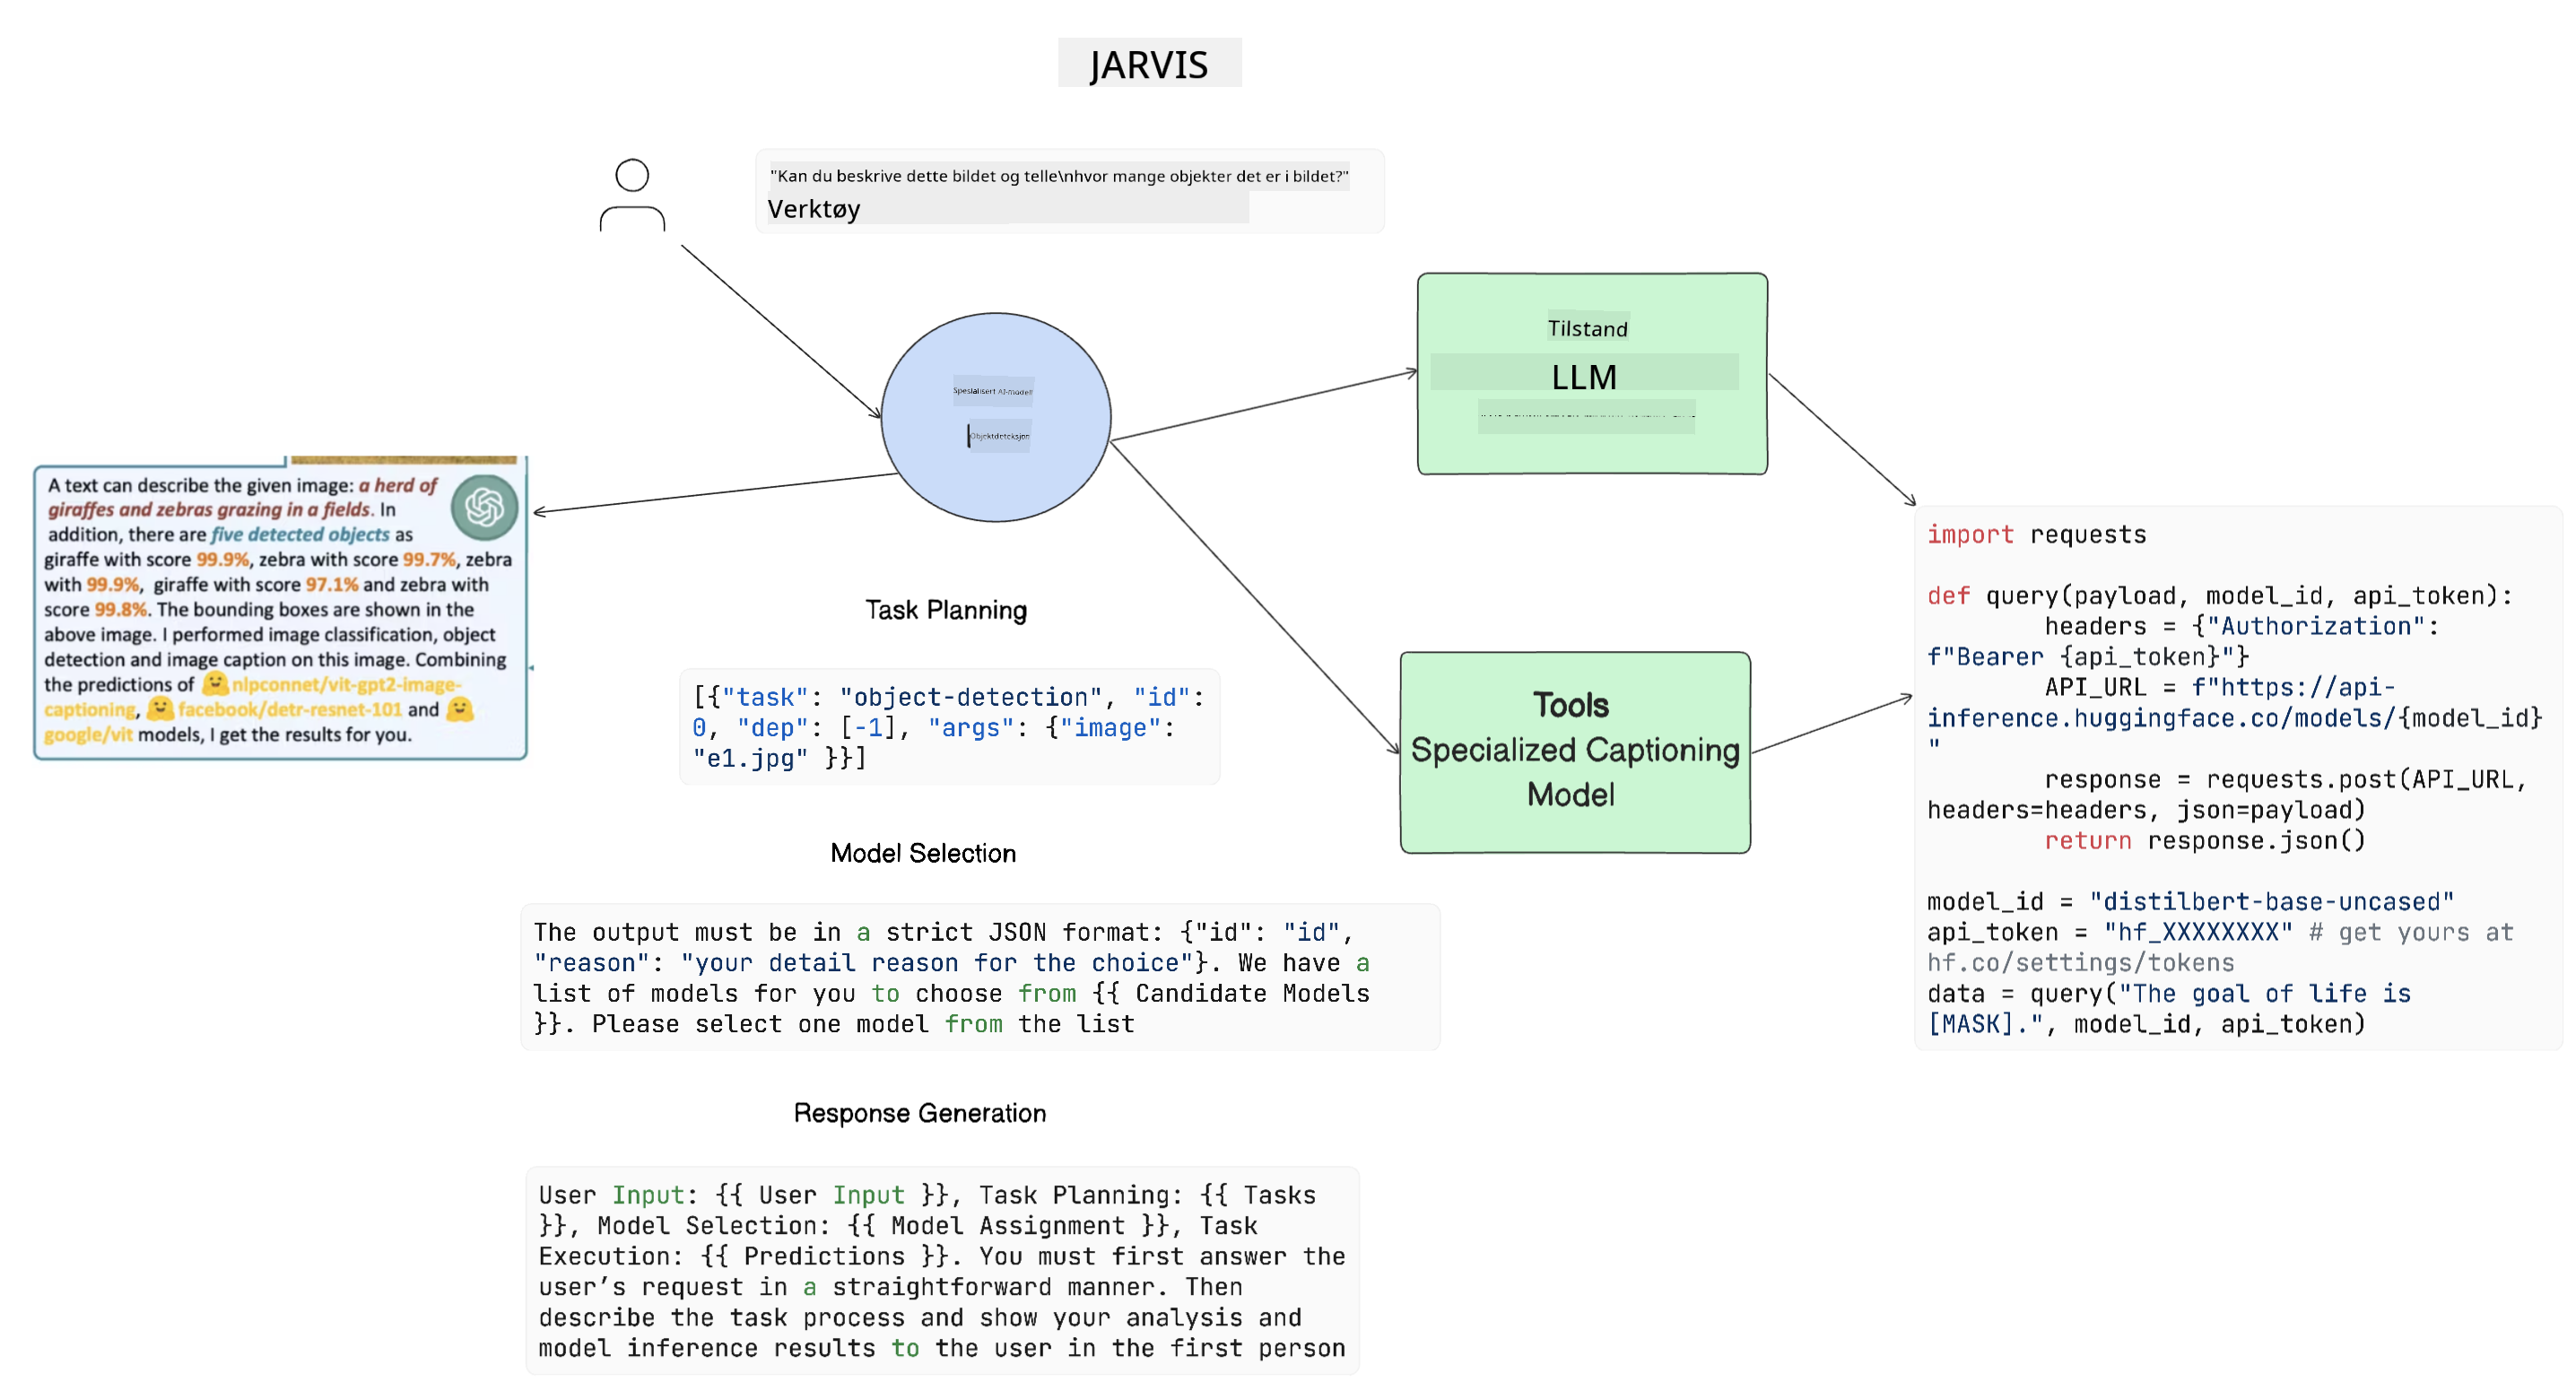 JARVIS
"Kan du beskrive dette bildet og telle\nhvor mange objekter det er i bildet?"
Verktøy
Spesialisert AI-modell
Objektdeteksjon
Tilstand
LLM
A text can describe the given image: a herd of
giraffes and zebras grazing in a fields. In
addition, there are five detected objects as
giraffe with score 99.9%, zebra with score 99.7%, zebra
with 99.9%, giraffe with score 97.1% and zebra with
score 99.8%. The bounding boxes are shown in the
above image. I performed image classification, object
detection and image caption on this image. Combining
the predictions of nlpconnet/vit-gpt2-image-
captioning, facebook/detr-resnet-101 and
google/vit models, I get the results for you.
Task Planning
[{"task": "object-detection", "id":
0, "dep": [-1], "args": {"image":
"e1.jpg" }}]
Tools
Specialized Captioning
Model
import requests
def query(payload, model_id, api_token):
headers = {"Authorization":
f"Bearer {api_token}"}
API_URL = f"https://api-
inference.huggingface.co/models/{model_id}
"
response = requests.post(API_URL,
headers=headers, json=payload)
return response.json()
model_id = "distilbert-base-uncased"
api_token = "hf_XXXXXXXX" # get yours at
hf.co/settings/tokens
data = query("The goal of life is
[MASK].", model_id, api_token)
Model Selection
The output must be in a strict JSON format: {"id": "id",
"reason": "your detail reason for the choice"}. We have a
list of models for you to choose from {{ Candidate Models
}}. Please select one model from the list
Response Generation
User Input: {{ User Input }}, Task Planning: {{ Tasks
}}, Model Selection: {{ Model Assignment }}, Task
Execution: {{ Predictions }}. You must first answer the
user’s request in a straightforward manner. Then
describe the task process and show your analysis and
model inference results to the user in the first person